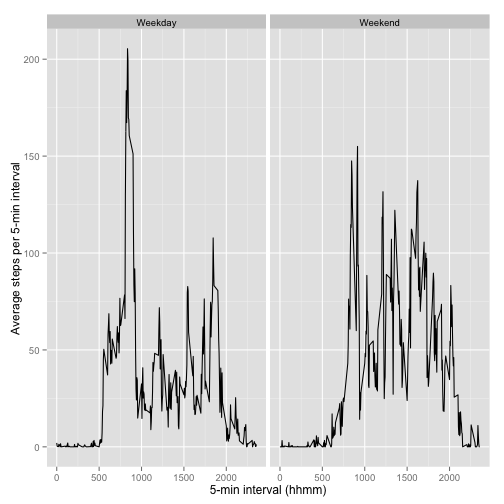 Weekday Weekend
200
150
100
50
0
0 500 1000 1500 2000 0 500 1000 1500 2000
Average steps per 5-min interval
5-min interval (hhmm)